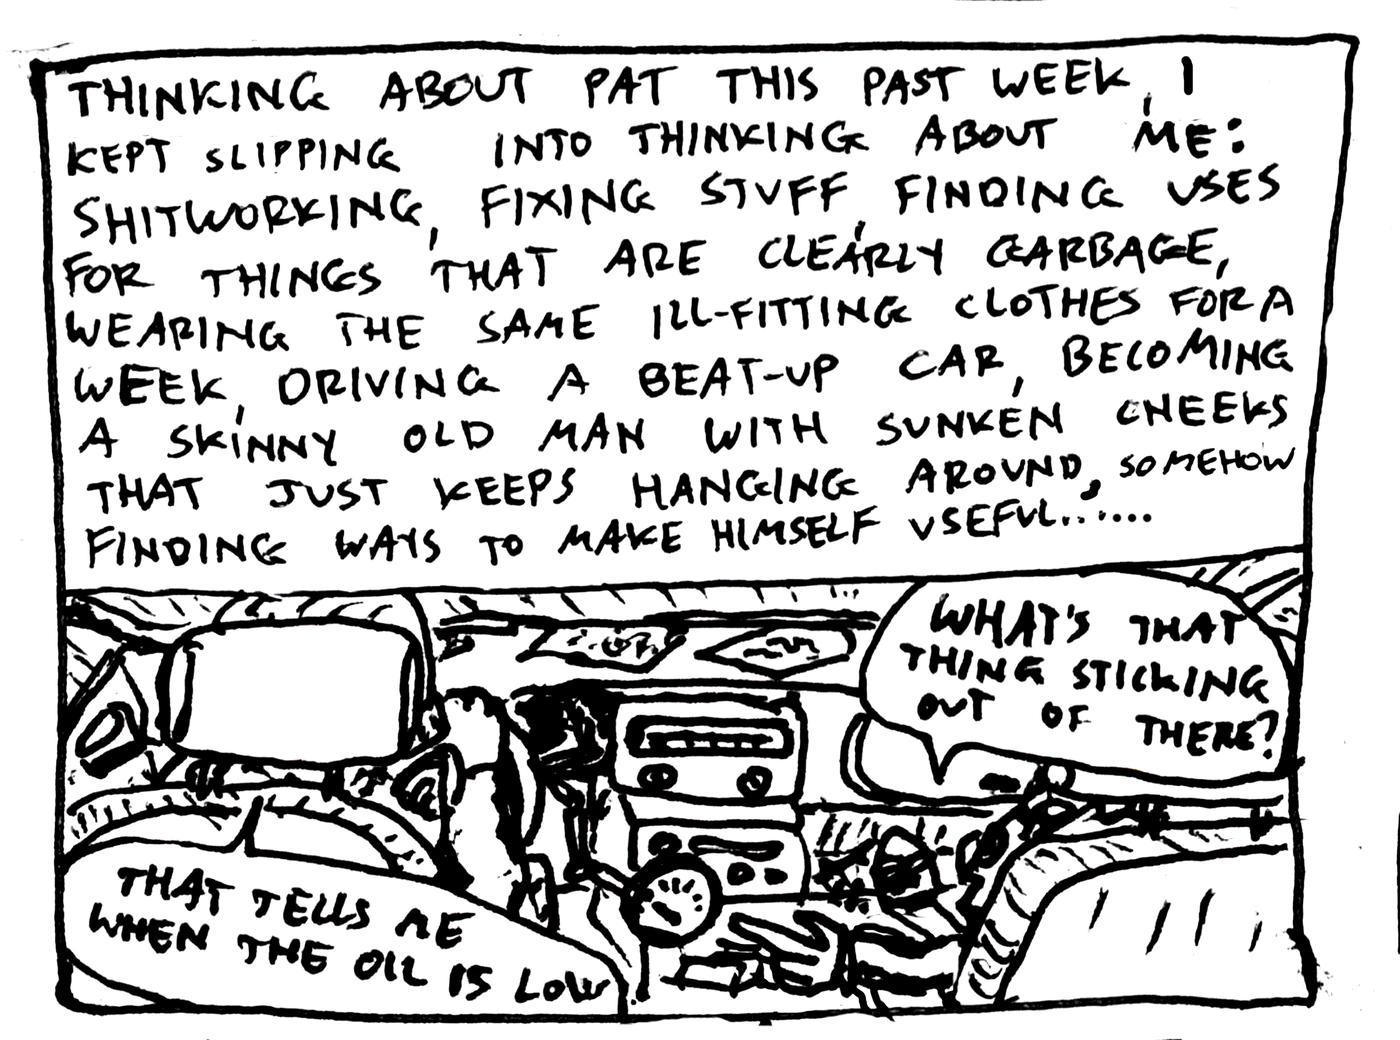 THINKING ABOUT PAT THIS PAST WEEK, I
KEPT SLIPPING INTO THINKING ABOUT ME:
SHITWORKING, FIXING STUFF, FINDING USES
FOR THINGS THAT ARE CLEARLY GARBAGE,
WEARING THE SAME ILL-FITTING CLOTHES FOR A
WEEK, DRIVING A BEAT-UP CAR, BECOMING
A SKINNY OLD MAN WITH SUNKEN CHEEKS
THAT JUST KEEPS HANGING AROUND, SOMEHOW
FINDING WAYS TO MAKE HIMSELF USEFUL.......
WHAT'S THAT
THING STICKING
OUT OF THERE?
THAT TELLS ME
WHEN THE OIL IS LOW